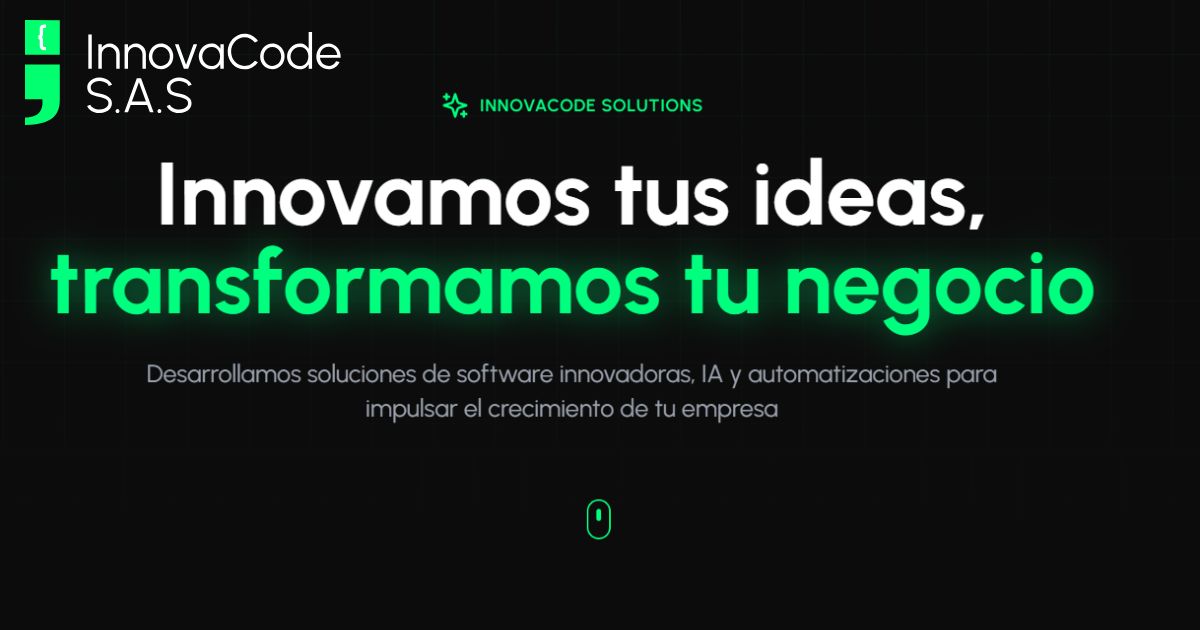 {
InnovaCode
S.A.S
INNOVACODE SOLUTIONS
Innovamos tus ideas,
transformamos tu negocio
Desarrollamos soluciones de software innovadoras, IA y automatizaciones para
impulsar el crecimiento de tu empresa